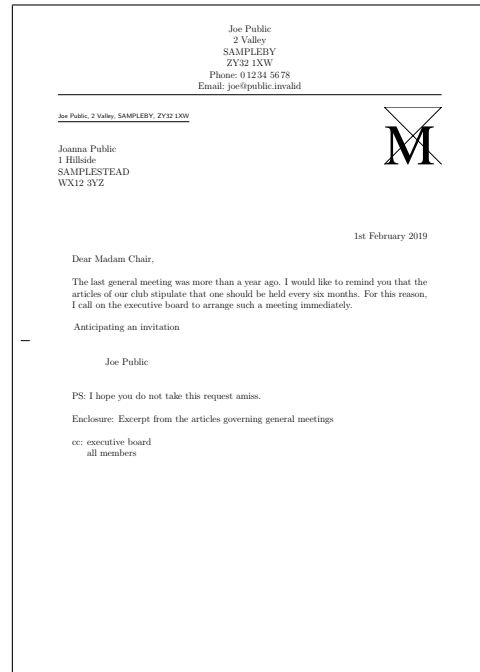 Joe Public
2 Valley
SAMPLEBY
ZY32 1XW
Phone: 0 12 34 56 78
Email: joe@public.invalid
Joe Public, 2 Valley, SAMPLEBY, ZY32 1XW
M
Joanna Public
1 Hillside
SAMPLESTEAD
WX12 3YZ
1st February 2019
Dear Madam Chair,
The last general meeting was more than a year ago. I would like to remind you that the
articles of our club stipulate that one should be held every six months. For this reason,
I call on the executive board to arrange such a meeting immediately.
Anticipating an invitation
Joe Public
PS: I hope you do not take this request amiss.
Enclosure: Excerpt from the articles governing general meetings
cc: executive board
all members